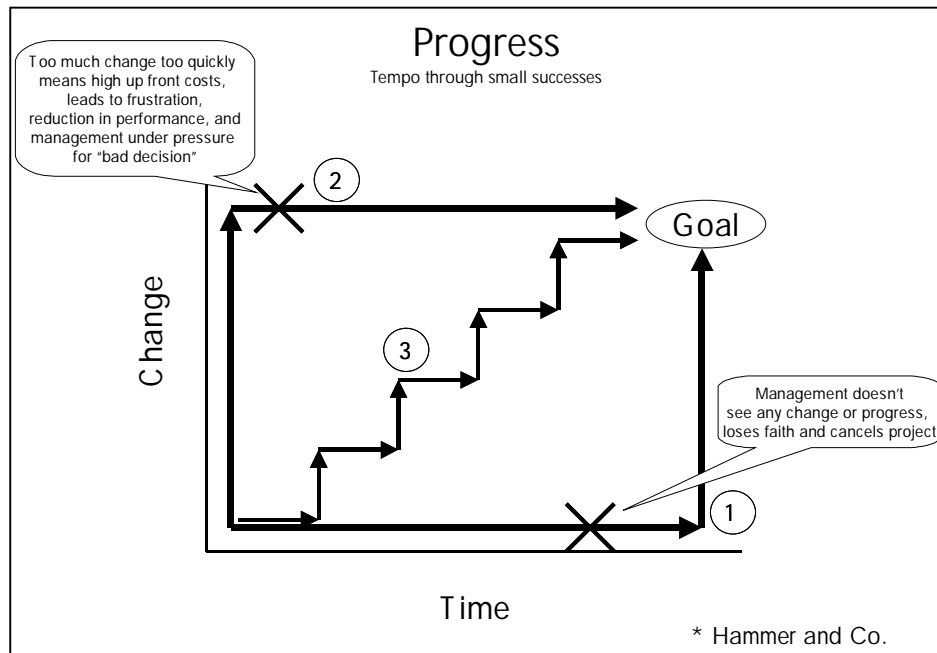 Progress
Tempo through small successes
Too much change too quickly
means high up front costs,
leads to frustration,
reduction in performance, and
management under pressure
for "bad decision"
2
Goal
Change
3
Management doesn't
see any change or progress,
loses faith and cancels project
1
Time
* Hammer and Co.